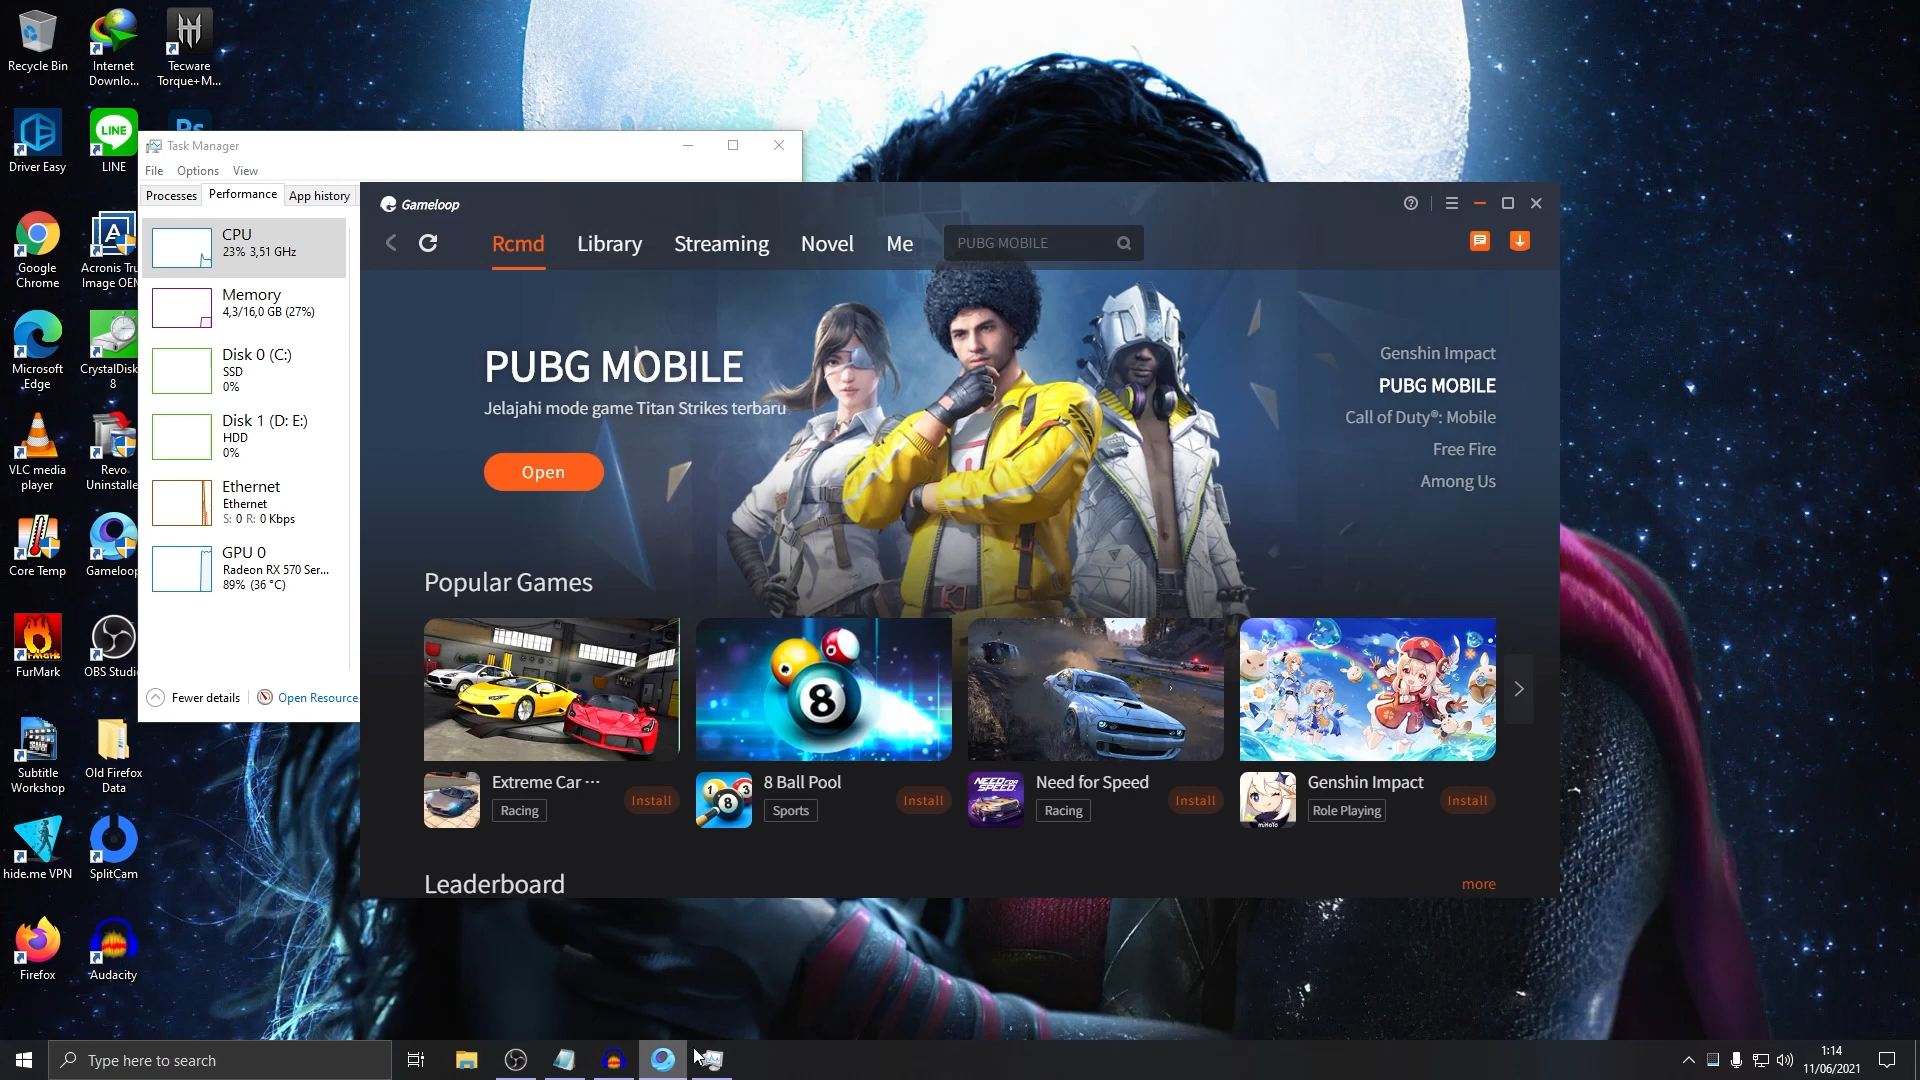 Recycle Bin
Internet
Downlo...
Tecware
Torque+ M...
Driver Easy
LINE
LINE
Ps
Google
Chrome
Acronis Tru
Image OEM
Microsoft
Edge
CrystalDisk
8
VLC media
player
Revo
Uninstalle
Core Temp
Gameloop
FurMark
OBS Studi
Subtitle
Workshop
Old Firefox
Data
hide.me VPN
SplitCam
Firefox
Audacity
Task Manager
File Options View
Processes Performance App history
CPU
23% 3,51 GHz
Memory
4,3/16,0 GB (27%)
Disk 0 (C:)
SSD
0%
Disk 1 (D: E:)
HDD
0%
Ethernet
Ethernet
S: 0 R: 0 Kbps
GPU 0
Radeon RX 570 Ser...
89% (36 °C)
Fewer details
Open Resource
Gameloop
Rcmd Library Streaming Novel Me
PUBG MOBILE
PUBG MOBILE
Jelajahi mode game Titan Strikes terbaru
Open
Genshin Impact
PUBG MOBILE
Call of Duty®: Mobile
Free Fire
Among Us
Popular Games
8
Extreme Car ···
Racing
Install
8 Ball Pool
Sports
Install
NEED FOR SPEED
Need for Speed
Racing
Install
miHoYo
Genshin Impact
Role Playing
Install
Leaderboard
more
Type here to search
1:14
11/06/2021